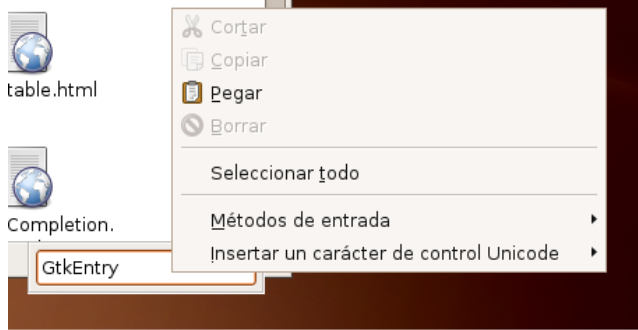 Cortar
Copiar
table.html
Pegar
Borrar
Seleccionar todo
Completion.
Métodos de entrada
Insertar un carácter de control Unicode
GtkEntry